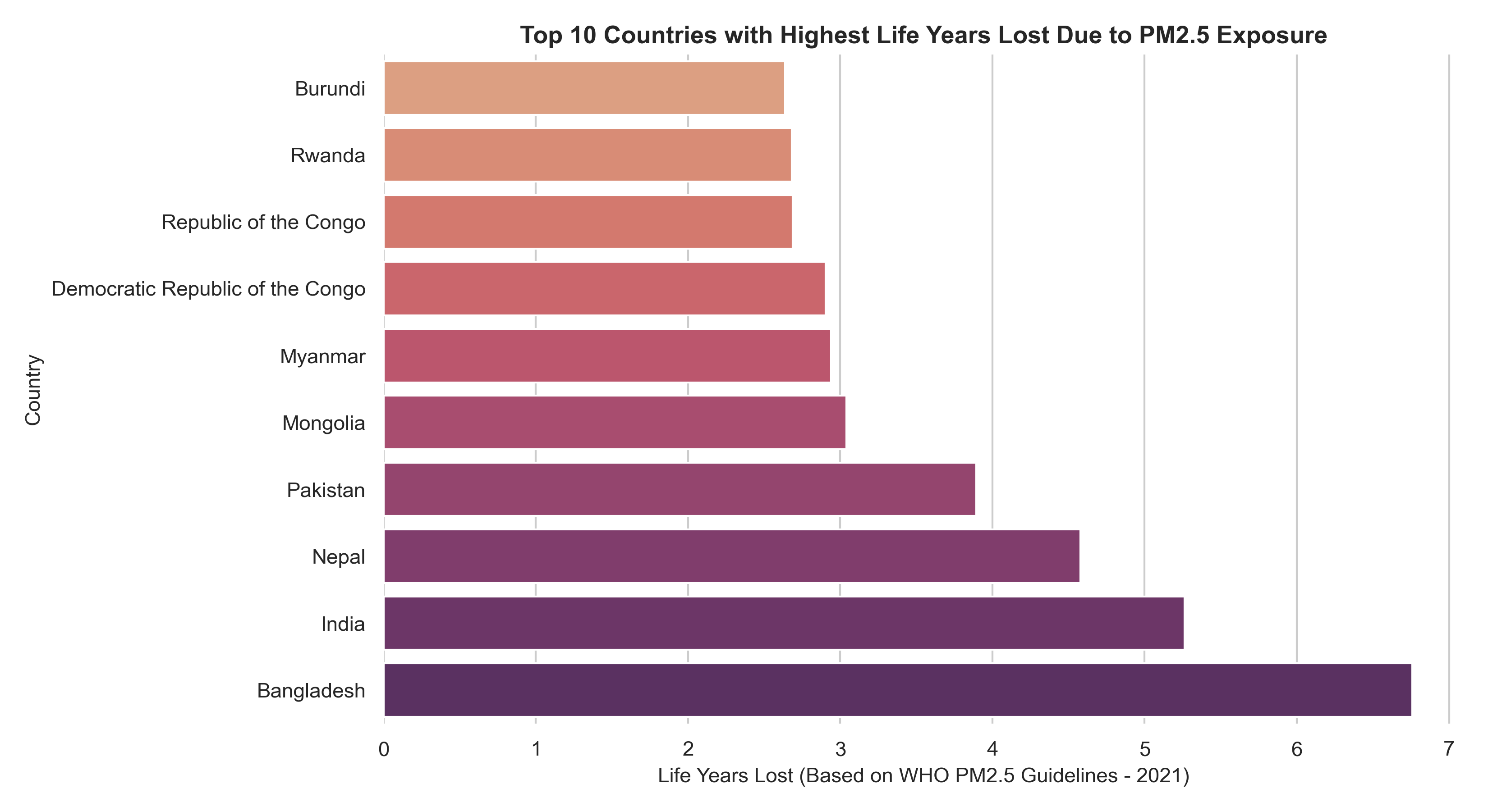 Top 10 Countries with Highest Life Years Lost Due to PM2.5 Exposure
Burundi
Rwanda
Republic of the Congo
Democratic Republic of the Congo
Myanmar
Mongolia
Pakistan
Nepal
India
Bangladesh
Country
0 1 2 3 4 5 6 7
Life Years Lost (Based on WHO PM2.5 Guidelines - 2021)